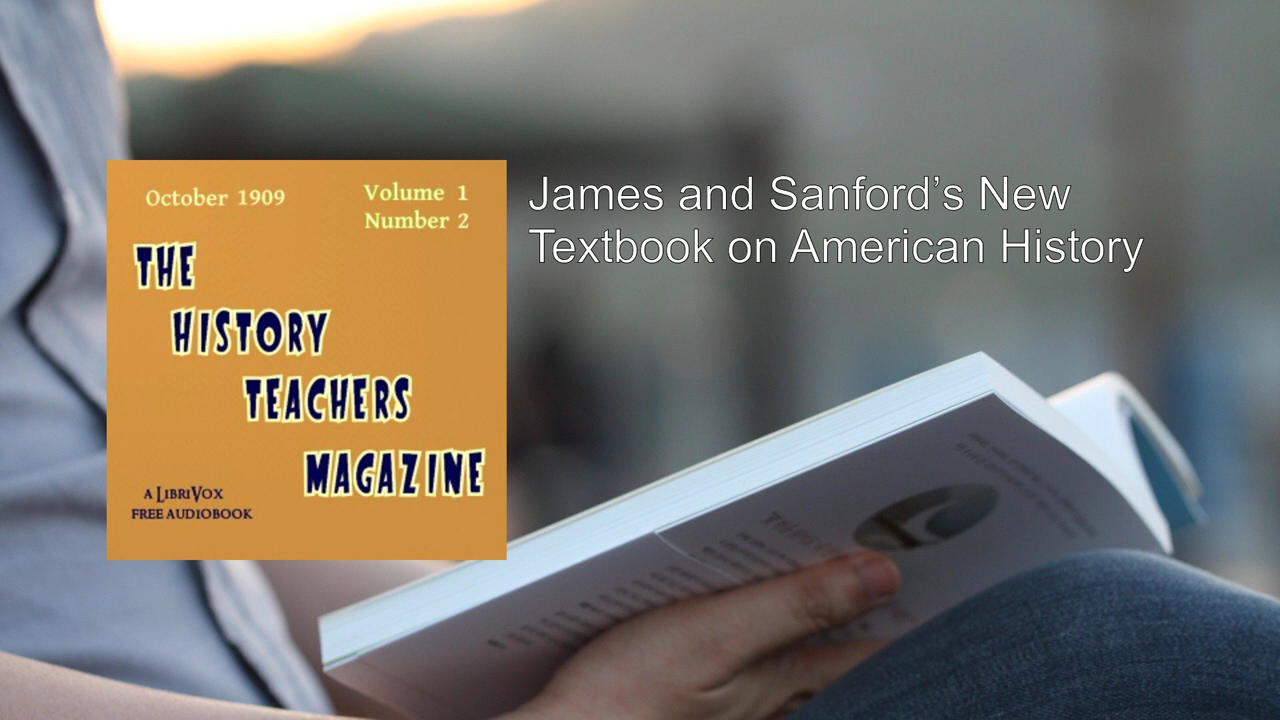 October 1909
Volume 1
Number 2
THE
HISTORY
TEACHERS
MAGAZINE
A LIBRIVOX
FREE AUDIOBOOK
James and Sanford’s New
Textbook on American History